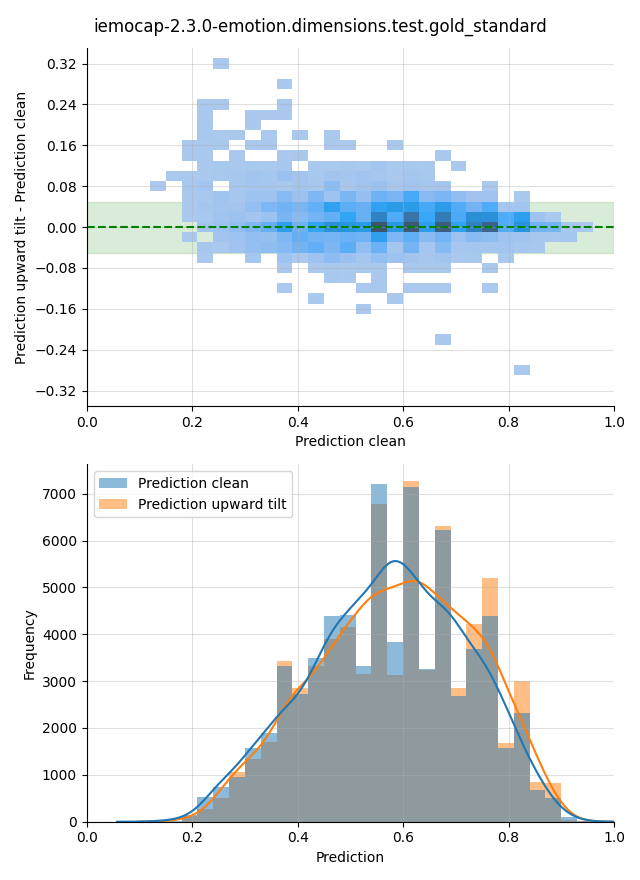 iemocap-2.3.0-emotion.dimensions.test.gold_standard
Prediction upward tilt - Prediction clean
0.32
0.24
0.16
0.08
0.00
−0.08
−0.16
−0.24
−0.32
0.0 0.2 0.4 0.6 0.8 1.0
Prediction clean
Prediction clean
Prediction upward tilt
Frequency
7000
6000
5000
4000
3000
2000
1000
0
0.0 0.2 0.4 0.6 0.8 1.0
Prediction